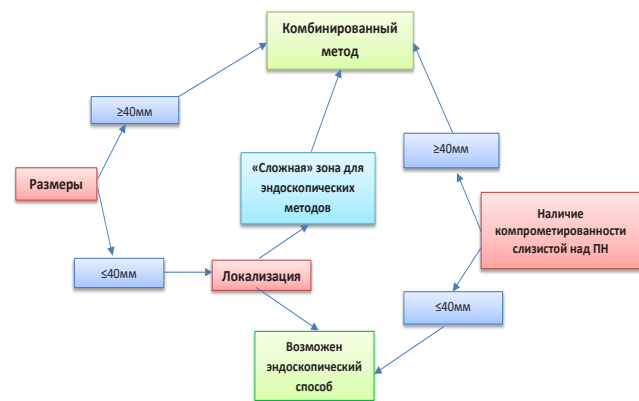 Комбинированный
метод
≥40мм
«Сложная» зона для
эндоскопических
методов
≥40мм
Размеры
Наличие
компрометированности
слизистой над ПН
≤40мм
Локализация
≤40мм
Возможен
эндоскопический
способ